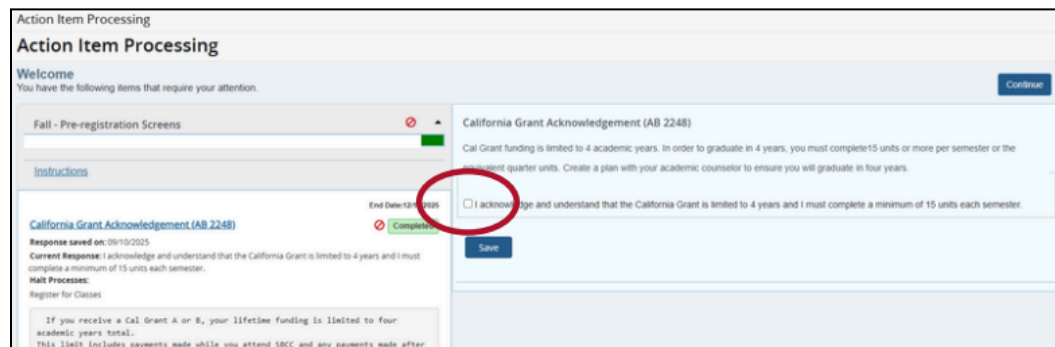 Action Item Processing
Action Item Processing
Welcome
You have the following items that require your attention.
Continue
Fall - Pre-registration Screens
Instructions
End Date:12/ 2025
California Grant Acknowledgement (AB 2248)
Completed
Response saved on: 09/10/2025
Current Response: I acknowledge and understand that the California Grant is limited to 4 years and I must
complete a minimum of 15 units each semester.
Halt Processes:
Register for Classes
If you receive a Cal Grant A or B, your lifetime funding is limited to four
academic years total.
This limit includes payments made while you attend SBCC and any payments made after
California Grant Acknowledgement (AB 2248)
Cal Grant funding is limited to 4 academic years. In order to graduate in 4 years, you must complete15 units or more per semester or the
equivalent quarter units. Create a plan with your academic counselor to ensure you will graduate in four years.
I acknowledge and understand that the California Grant is limited to 4 years and I must complete a minimum of 15 units each semester.
Save